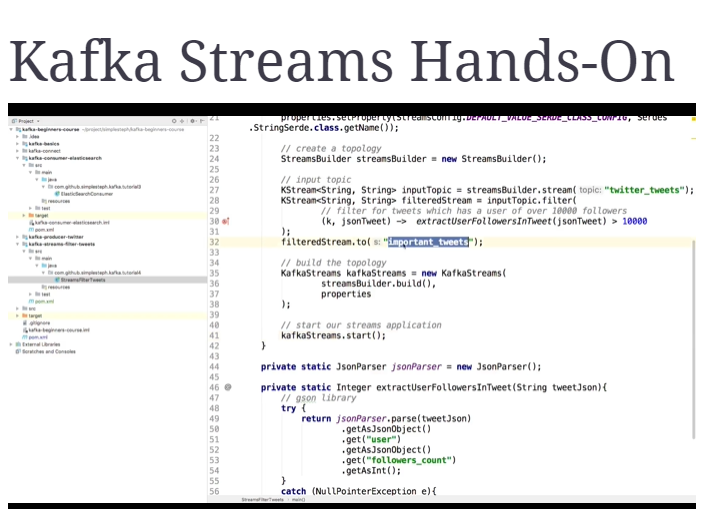 Kafka Streams Hands-On
Project
kafka-beginners-course ~/project/simplesteph/kafka-beginners-course
.idea
kafka-basics
kafka-connect
kafka-consumer-elasticsearch
src
main
java
com.github.simplesteph.kafka.tutorial3
ElasticSearchConsumer
resources
test
target
kafka-consumer-elasticsearch.iml
pom.xml
kafka-producer-twitter
kafka-streams-filter-tweets
src
main
java
com.github.simplesteph.kafka.tutorial4
StreamsFilterTweets
resources
test
pom.xml
src
target
.gitignore
kafka-beginners-course.iml
pom.xml
External Libraries
Scratches and Consoles
21 properties.setProperty(StreamsConfig.DEFAULT_VALUE_SERDE_CLASS_CONFIG, Serdes
.StringSerde.class.getName());
22
23 // create a topology
24 StreamsBuilder streamsBuilder = new StreamsBuilder();
25
26 // input topic
27 KStream<String, String> inputTopic = streamsBuilder.stream( topic: "twitter_tweets");
28 KStream<String, String> filteredStream = inputTopic.filter(
29 // filter for tweets which has a user of over 10000 followers
30 (k, jsonTweet) -> extractUserFollowersInTweet(jsonTweet) > 10000
31 );
32 filteredStream.to( s: "important_tweets");
33
34 // build the topology
35 KafkaStreams kafkaStreams = new KafkaStreams(
36 streamsBuilder.build(),
37 properties
38 );
39
40 // start our streams application
41 kafkaStreams.start();
42 }
43
44 private static JsonParser jsonParser = new JsonParser();
45
46 @ private static Integer extractUserFollowersInTweet(String tweetJson){
47 // gson library
48 try {
49 return jsonParser.parse(tweetJson)
50 .getAsJsonObject()
51 .get("user")
52 .getAsJsonObject()
53 .get("followers_count")
54 .getAsInt();
55 }
56 catch (NullPointerException e){
StreamsFilterTweets > main()